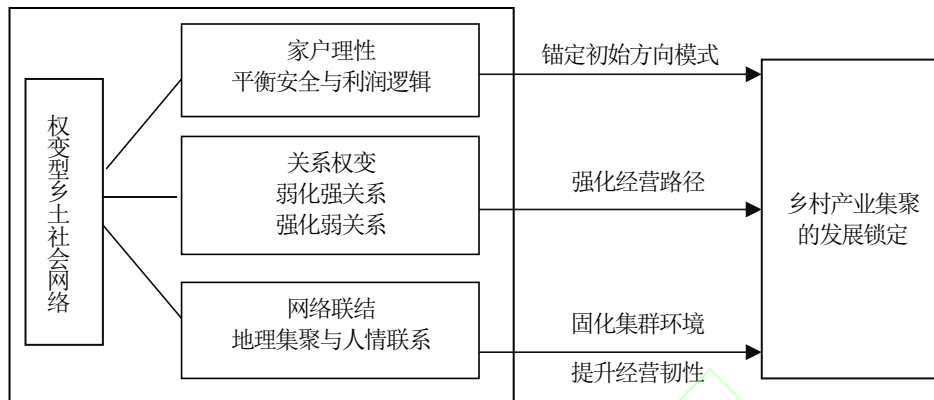 权变型乡土社会网络
家户理性
平衡安全与利润逻辑
关系权变
弱化强关系
强化弱关系
网络联结
地理集聚与人情联系
锚定初始方向模式
强化经营路径
固化集群环境
提升经营韧性
乡村产业集聚
的发展锁定